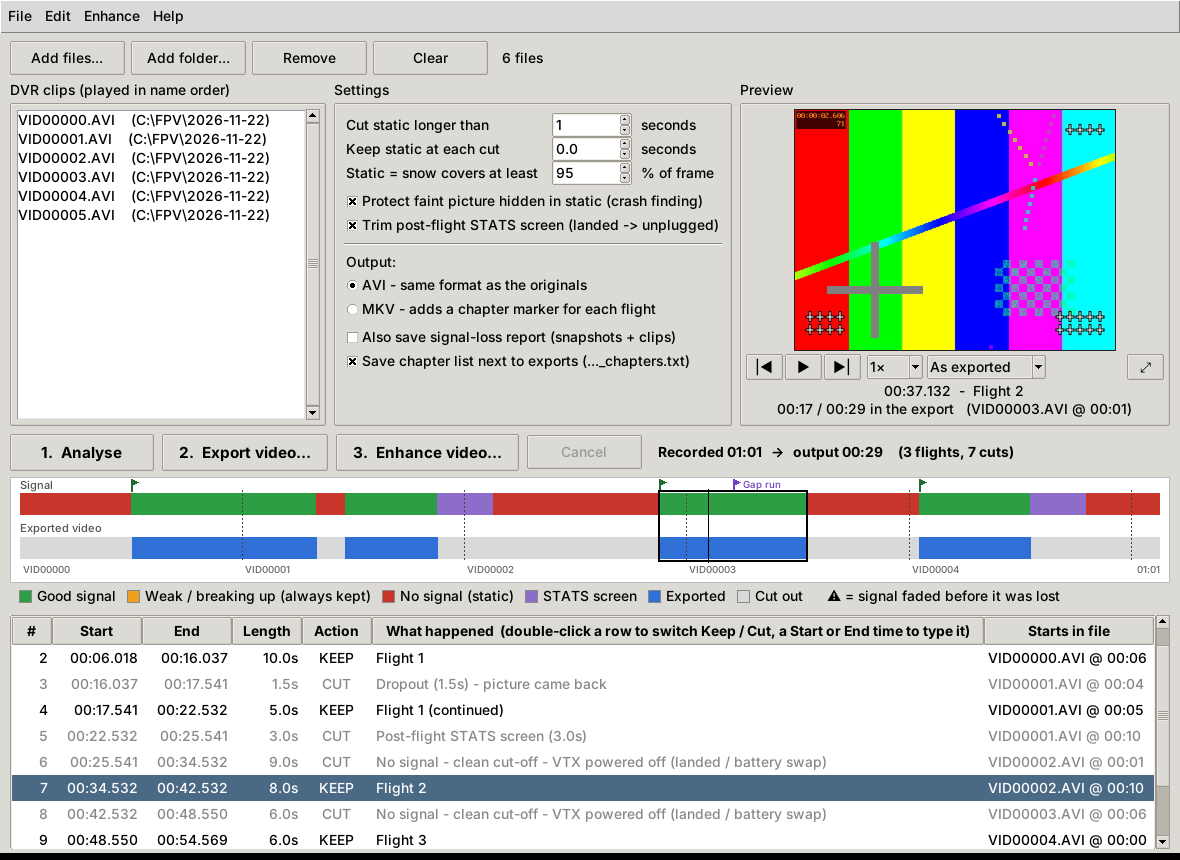 File Edit Enhance Help
Add files... Add folder... Remove Clear 6 files
DVR clips (played in name order)
VID00000.AVI (C:\FPV\2026-11-22)
VID00001.AVI (C:\FPV\2026-11-22)
VID00002.AVI (C:\FPV\2026-11-22)
VID00003.AVI (C:\FPV\2026-11-22)
VID00004.AVI (C:\FPV\2026-11-22)
VID00005.AVI (C:\FPV\2026-11-22)
Settings
Cut static longer than 1 seconds
Keep static at each cut 0.0 seconds
Static = snow covers at least 95 % of frame
Protect faint picture hidden in static (crash finding)
Trim post-flight STATS screen (landed -> unplugged)
Output:
AVI - same format as the originals
MKV - adds a chapter marker for each flight
Also save signal-loss report (snapshots + clips)
Save chapter list next to exports (..._chapters.txt)
Preview
00:00:02.606
71
1× As exported
00:37.132 - Flight 2
00:17 / 00:29 in the export (VID00003.AVI @ 00:01)
1. Analyse 2. Export video... 3. Enhance video... Cancel Recorded 01:01 → output 00:29 (3 flights, 7 cuts)
Signal
Gap run
Exported video
VID00000 VID00001 VID00002 VID00003 VID00004 01:01
Good signal Weak / breaking up (always kept) No signal (static) STATS screen Exported Cut out ⚠ = signal faded before it was lost
# Start End Length Action What happened (double-click a row to switch Keep / Cut, a Start or End time to type it) Starts in file
2 00:06.018 00:16.037 10.0s KEEP Flight 1 VID00000.AVI @ 00:06
3 00:16.037 00:17.541 1.5s CUT Dropout (1.5s) - picture came back VID00001.AVI @ 00:04
4 00:17.541 00:22.532 5.0s KEEP Flight 1 (continued) VID00001.AVI @ 00:05
5 00:22.532 00:25.541 3.0s CUT Post-flight STATS screen (3.0s) VID00001.AVI @ 00:10
6 00:25.541 00:34.532 9.0s CUT No signal - clean cut-off - VTX powered off (landed / battery swap) VID00002.AVI @ 00:01
7 00:34.532 00:42.532 8.0s KEEP Flight 2 VID00002.AVI @ 00:10
8 00:42.532 00:48.550 6.0s CUT No signal - clean cut-off - VTX powered off (landed / battery swap) VID00003.AVI @ 00:06
9 00:48.550 00:54.569 6.0s KEEP Flight 3 VID00004.AVI @ 00:00